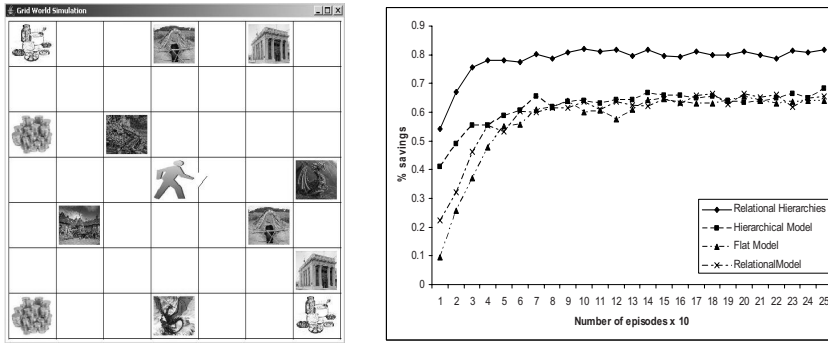 Grid World Simulation
0.9
0.8
0.7
0.6
0.5
0.4
0.3
0.2
0.1
0
% savings
Relational Hierarchies
Hierarchical Model
Flat Model
RelationalModel
1 2 3 4 5 6 7 8 9 10 11 12 13 14 15 16 17 18 19 20 21 22 23 24 25
Number of episodes x 10